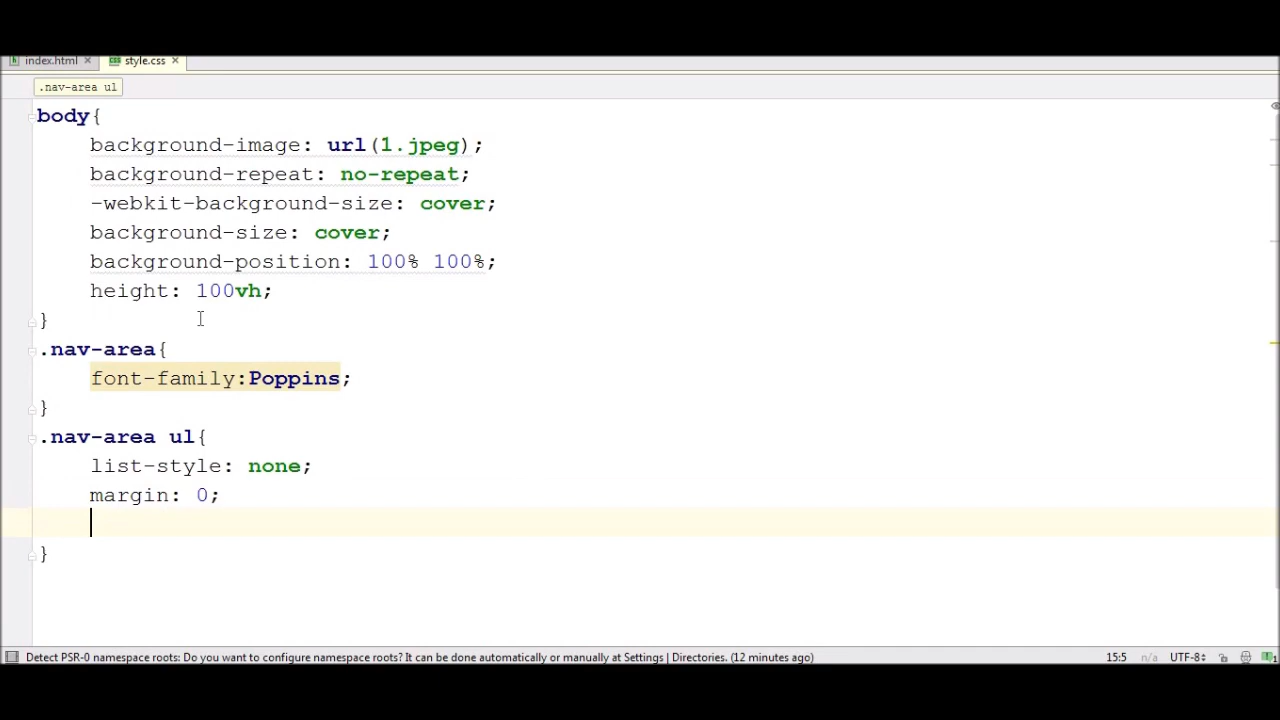 index.html
style.css
.nav-area ul
body{
background-image: url(1.jpeg);
background-repeat: no-repeat;
-webkit-background-size: cover;
background-size: cover;
background-position: 100% 100%;
height: 100vh;
}
.nav-area{
font-family:Poppins;
}
.nav-area ul{
list-style: none;
margin: 0;
}
Detect PSR-0 namespace roots: Do you want to configure namespace roots? It can be done automatically or manually at Settings | Directories. (12 minutes ago) 15:5 n/a UTF-8